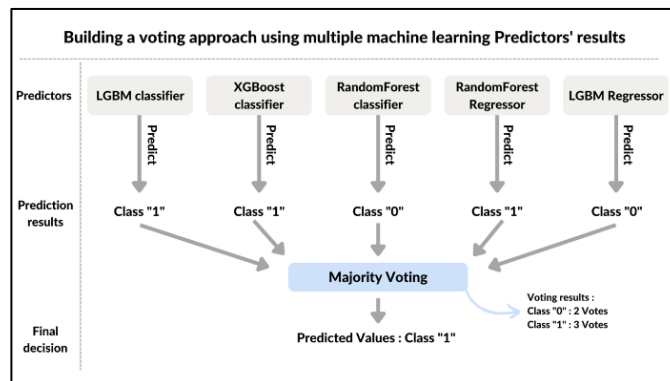 Building a voting approach using multiple machine learning Predictors' results
Predictors
LGBM classifier
XGBoost
classifier
RandomForest
classifier
RandomForest
Regressor
LGBM Regressor
Predict
Predict
Predict
Predict
Predict
Prediction
results
Class "1"
Class "1"
Class "0"
Class "1"
Class "0"
Majority Voting
Voting results :
Class "0" : 2 Votes
Class "1" : 3 Votes
Final
decision
Predicted Values : Class "1"